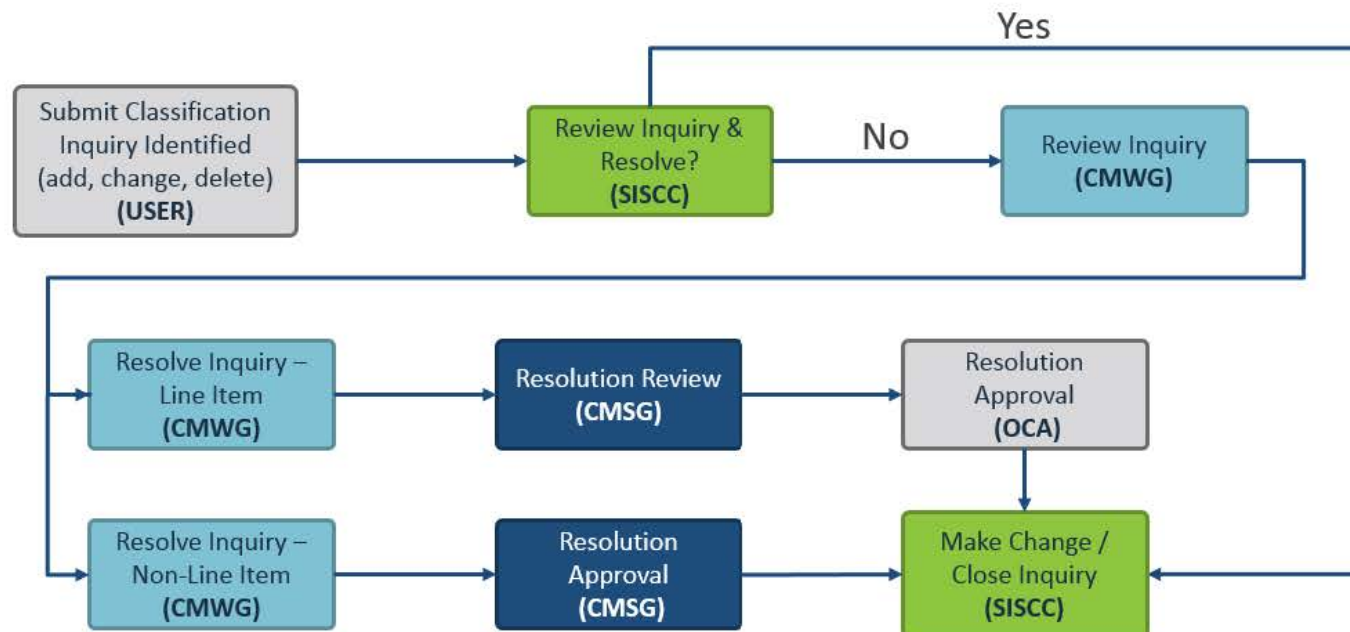 Yes
Submit Classification
Inquiry Identified
(add, change, delete)
(USER)
Review Inquiry &
Resolve?
(SISCC)
No
Review Inquiry
(CMWG)
Resolve Inquiry –
Line Item
(CMWG)
Resolution Review
(CMSG)
Resolution
Approval
(OCA)
Resolve Inquiry –
Non-Line Item
(CMWG)
Resolution
Approval
(CMSG)
Make Change /
Close Inquiry
(SISCC)